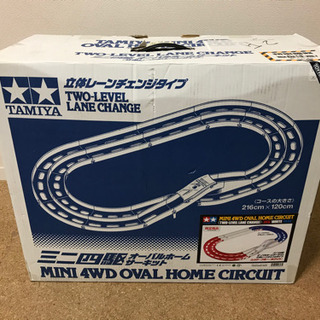 立体レーンチェンジタイプ
TWO-LEVEL
LANE CHANGE
TAMIYA
〈コースの大きさ〉
216cm×120cm
MINI 4WD OVAL HOME CIRCUIT
ミニ四駆 オーバルホーム
サーキット
MINI 4WD OVAL HOME CIRCUIT